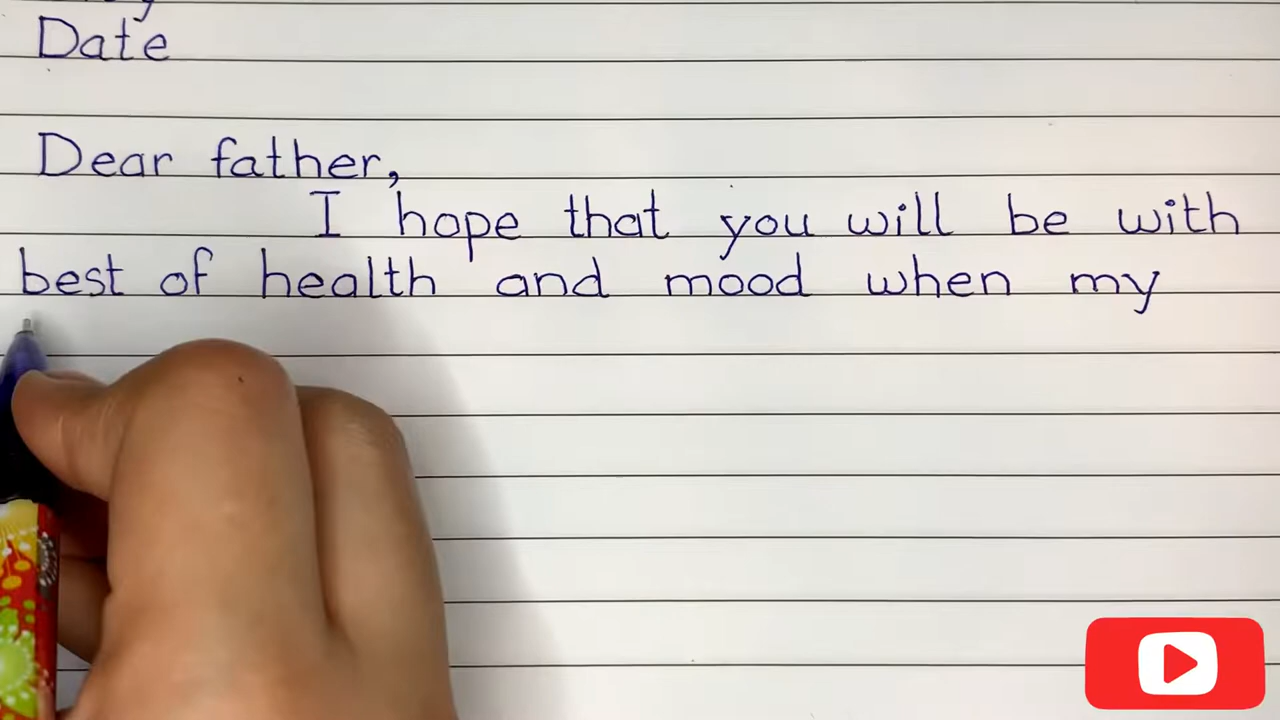 Date
Dear father,
I hope that you will be with
best of health and mood when my